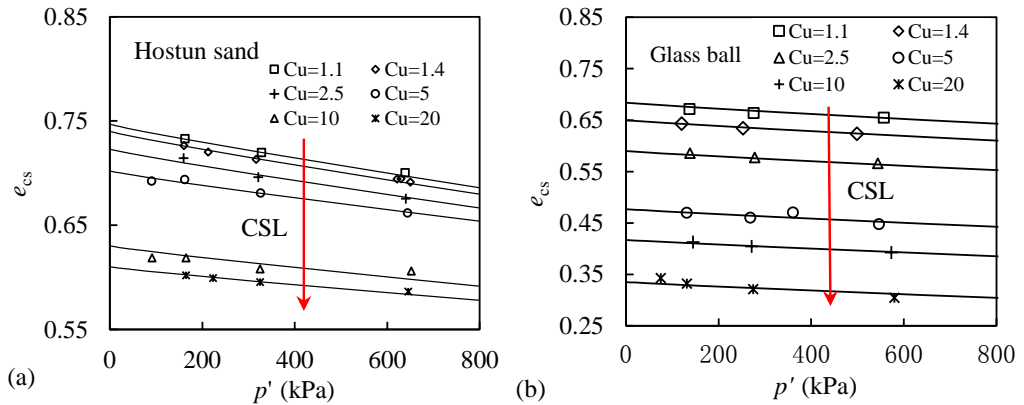 0.85
Hostun sand
Cu=1.1
Cu=1.4
Cu=2.5
Cu=5
Cu=10
Cu=20
0.75
0.65
0.55
ecs
CSL
0 200 400 600 800
p' (kPa)
(a)
0.85
Cu=1.1
Cu=1.4
Glass ball
Cu=2.5
Cu=5
Cu=10
Cu=20
0.75
0.65
0.55
0.45
0.35
0.25
ecs
CSL
0 200 400 600 800
p' (kPa)
(b)